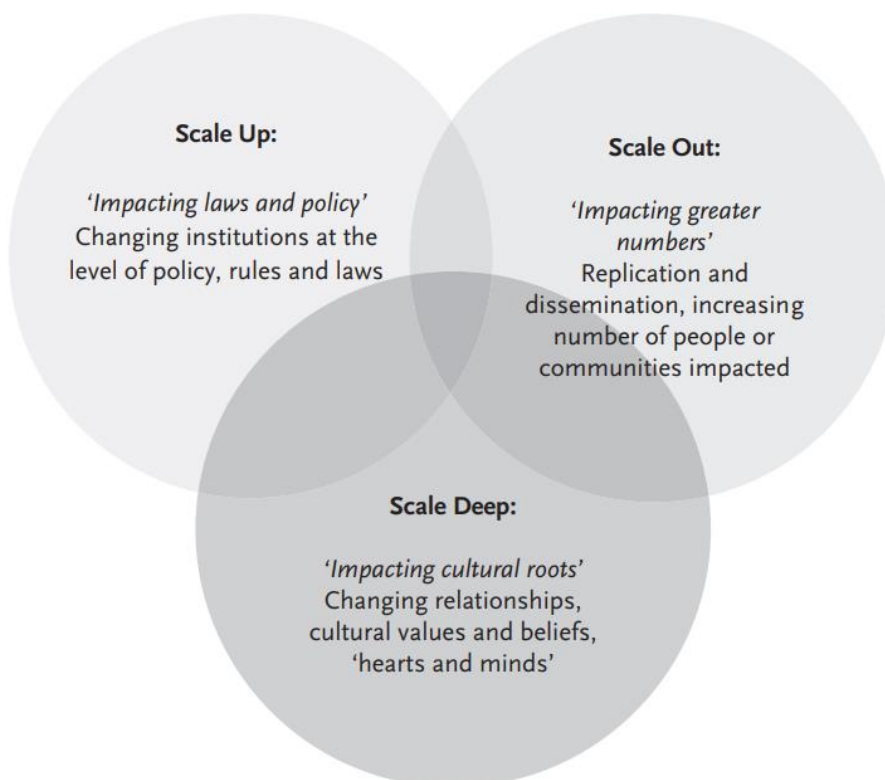 Scale Up:
‘Impacting laws and policy’
Changing institutions at the
level of policy, rules and laws
Scale Out:
‘Impacting greater
numbers’
Replication and
dissemination, increasing
number of people or
communities impacted
Scale Deep:
‘Impacting cultural roots’
Changing relationships,
cultural values and beliefs,
‘hearts and minds’